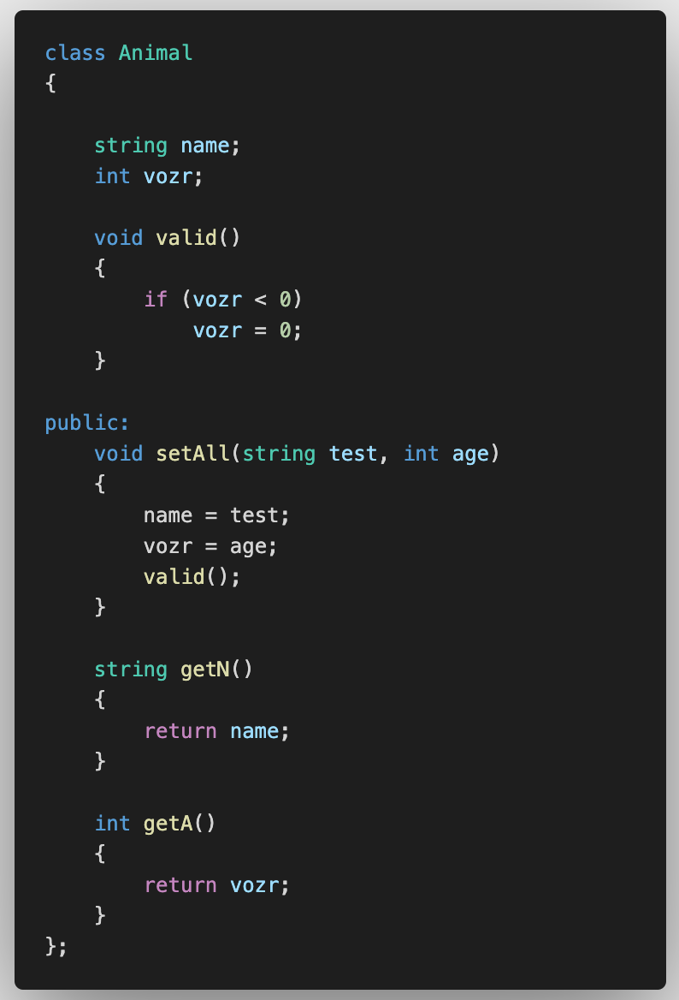 class Animal
{
    string name;
    int vozr;
    void valid()
    {
        if (vozr < 0)
            vozr = 0;
    }
public:
    void setAll(string test, int age)
    {
        name = test;
        vozr = age;
        valid();
    }
    string getN()
    {
        return name;
    }
    int getA()
    {
        return vozr;
    }
};